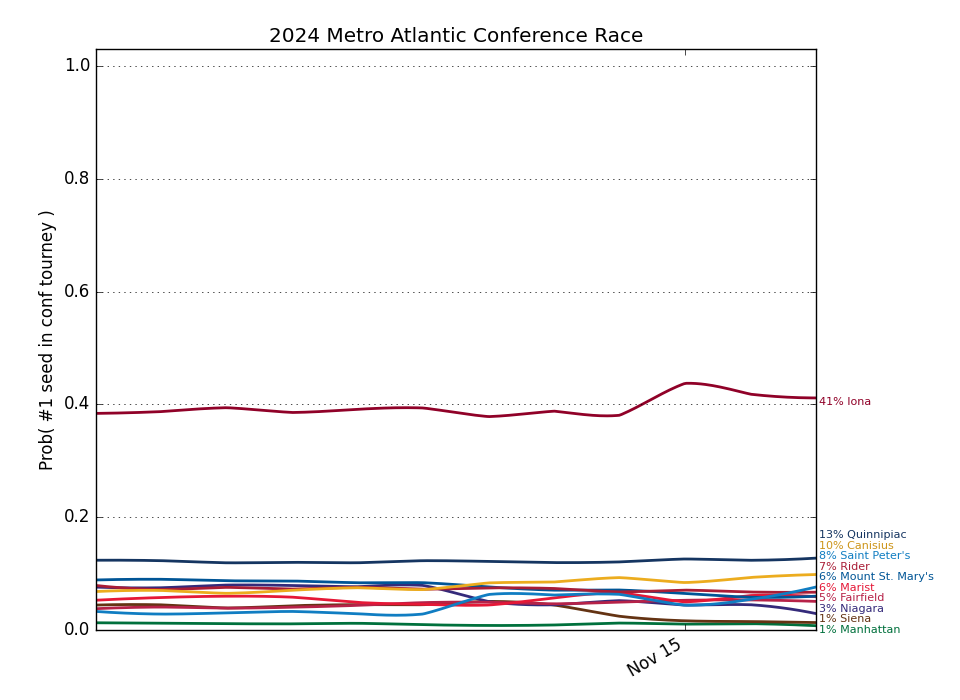 2024 Metro Atlantic Conference Race
1.0
0.8
0.6
0.4
0.2
0.0
Prob( #1 seed in conf tourney )
Nov 15
41% Iona
13% Quinnipiac
10% Canisius
8% Saint Peter's
7% Rider
6% Mount St. Mary's
6% Marist
5% Fairfield
3% Niagara
1% Siena
1% Manhattan